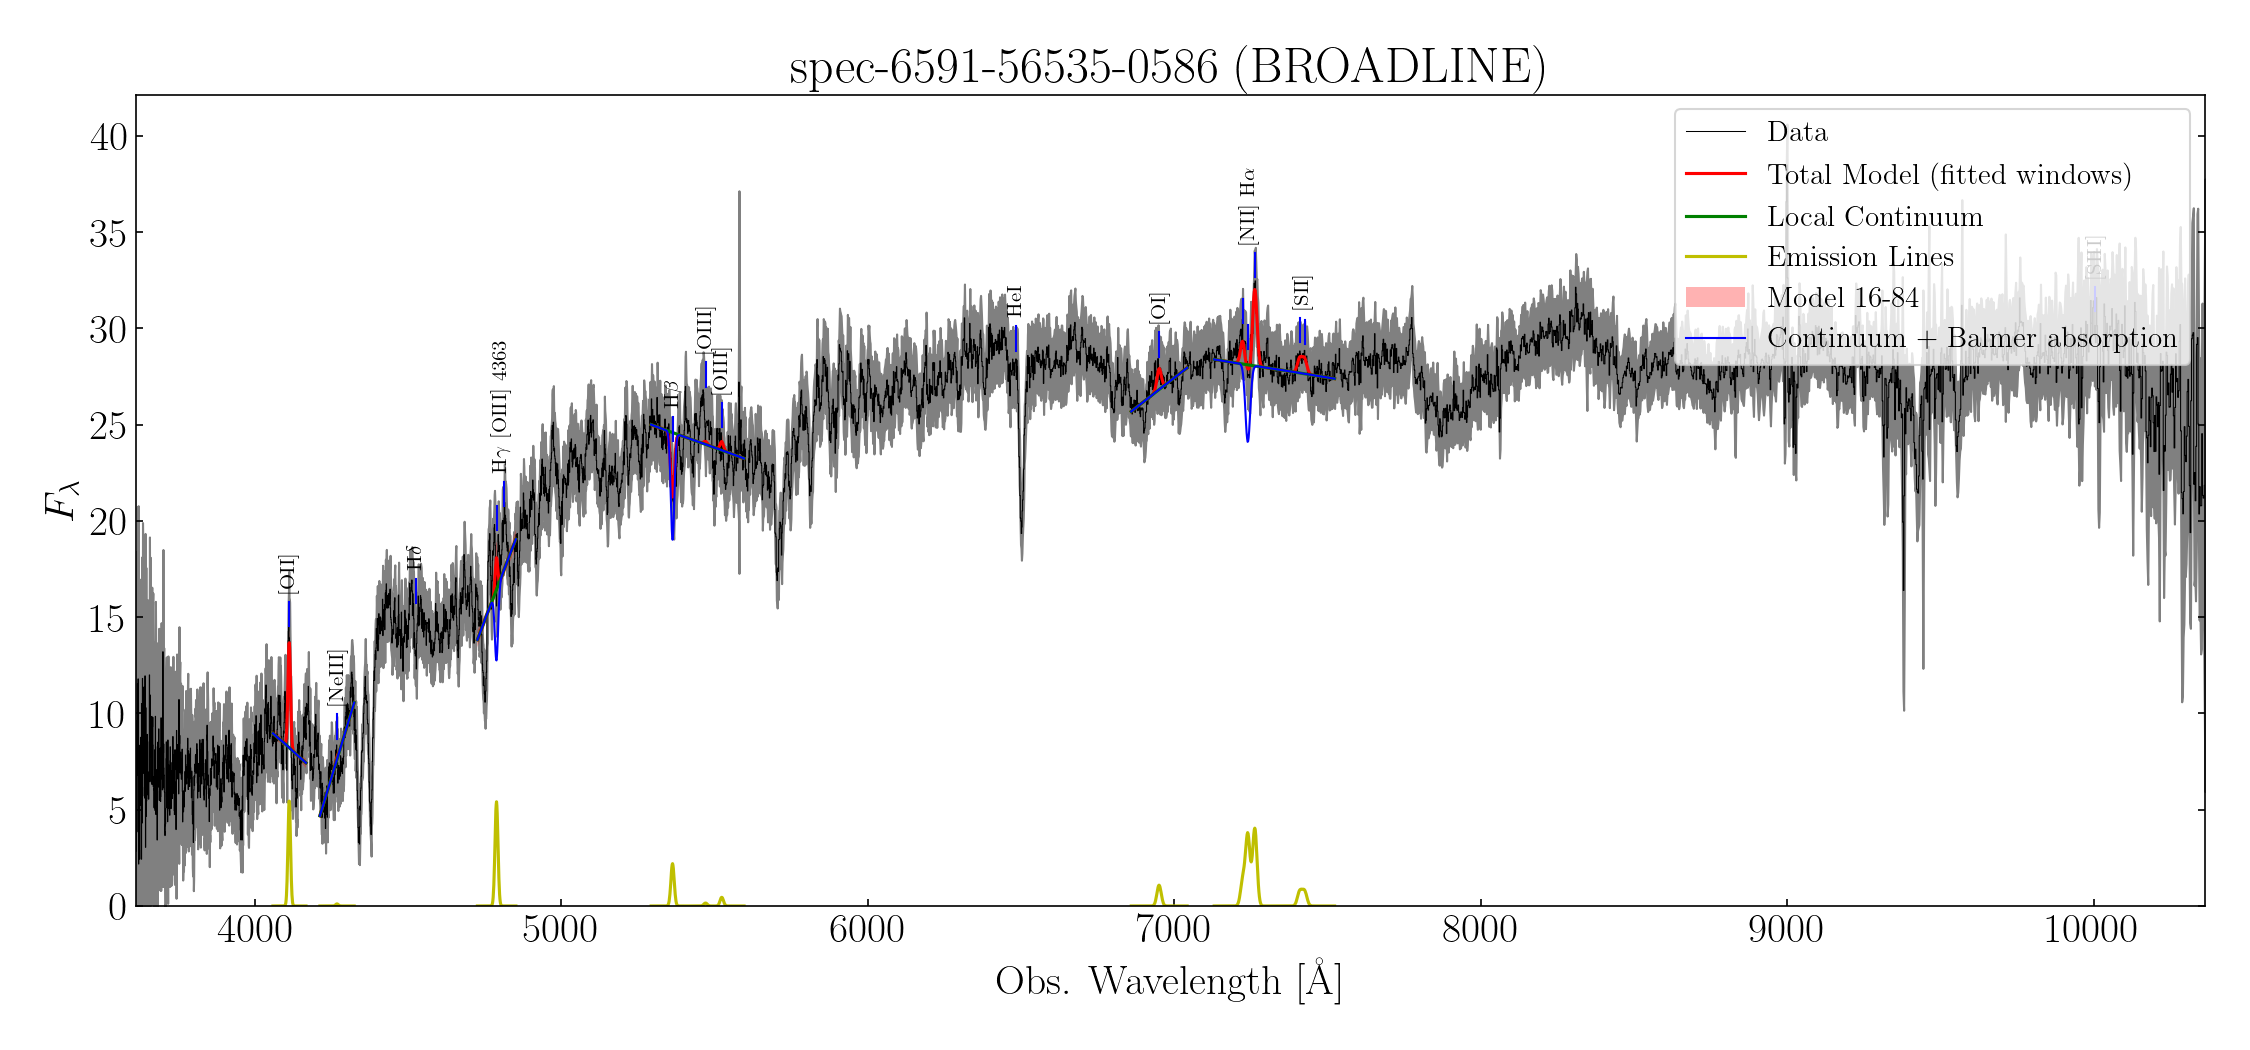 spec-6591-56535-0586 (BROADLINE)
Data
Total Model (fitted windows)
Local Continuum
Emission Lines
Model 16-84
Continuum + Balmer absorption
[OII]
[NeIII]
Hδ
Hγ [OIII] 4363
Hβ
[OIII]
[OIII]
HeI
[OI]
[NII] Hα
[SII]
[SIII]
40
35
30
25
20
15
10
5
0
Fλ
4000 5000 6000 7000 8000 9000 10000
Obs. Wavelength [Å]